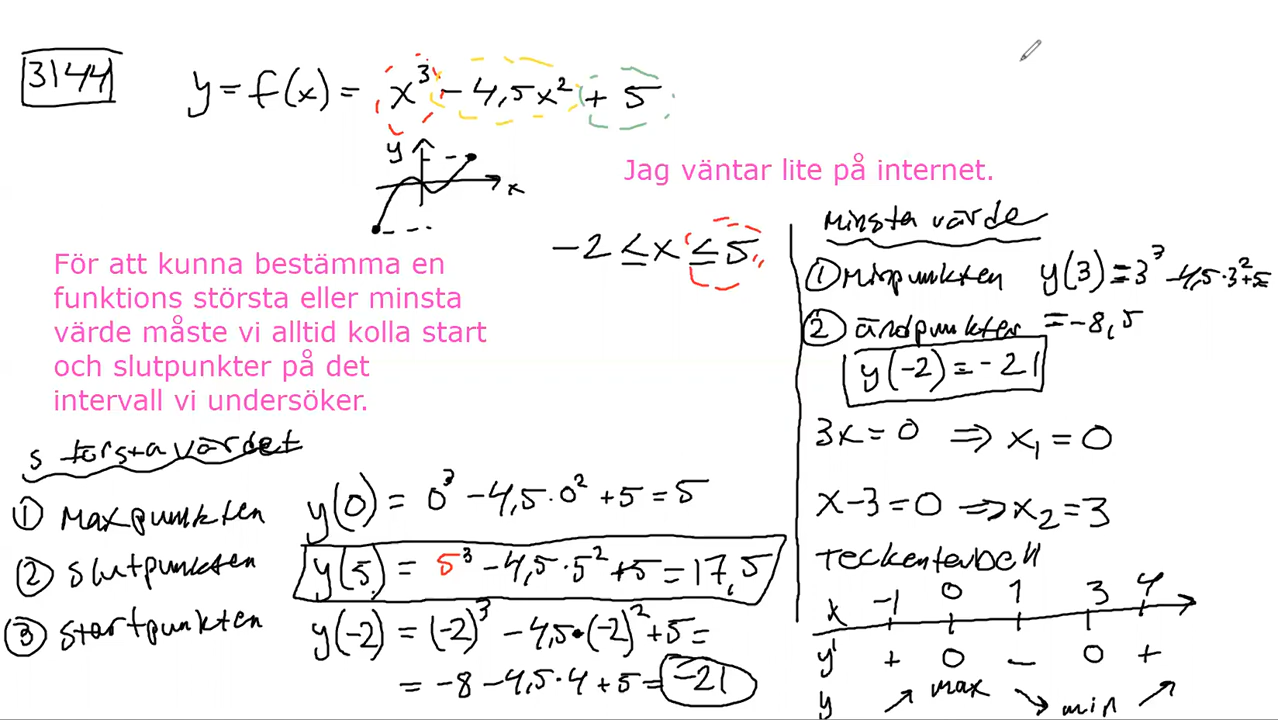 3144
y = f(x) = x³ - 4,5x² + 5
y
x
Jag väntar lite på internet.
-2 ≤ x ≤ 5
För att kunna bestämma en
funktions största eller minsta
värde måste vi alltid kolla start
och slutpunkter på det
intervall vi undersöker.
största värdet
① Maxpunkten
② slutpunkten
③ startpunkten
y(0) = 0³ - 4,5·0² + 5 = 5
y(5) = 5³ - 4,5·5² + 5 = 17,5
y(-2) = (-2)³ - 4,5·(-2)² + 5 =
= -8 - 4,5·4 + 5 = -21
Minsta värde
① Minpunkten y(3) = 3³ - 4,5·3² + 5 =
② ändpunkter = -8,5
y(-2) = -21
3x = 0 ⇒ x₁ = 0
x - 3 = 0 ⇒ x₂ = 3
Teckentabell
x -1 0 1 3 4
y' + 0 - 0 +
y ↗ max ↘ min ↗